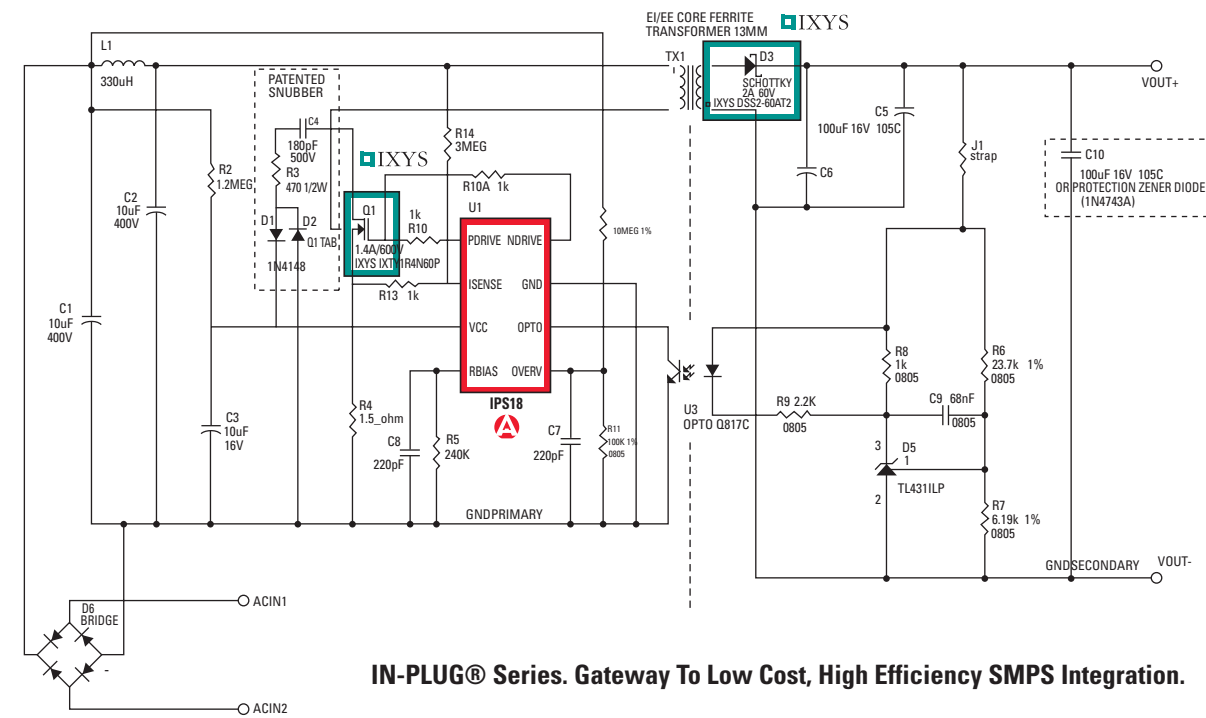 EI/EE CORE FERRITE
TRANSFORMER 13MM
IXYS
L1
330uH
TX1
D3
SCHOTTKY
2A 60V
IXYS DSS2-60AT2
VOUT+
PATENTED
SNUBBER
C4
180pF
500V
R3
470 1/2W
D1
D2
1N4148
Q1 TAB
IXYS
Q1
1.4A/600V
IXYS IXTY1R4N60P
R14
3MEG
R10A 1k
1k
R10
R13 1k
R2
1.2MEG
C2
10uF
400V
C1
10uF
400V
C3
10uF
16V
U1
PDRIVE NDRIVE
ISENSE GND
VCC OPTO
RBIAS OVERV
IPS18
A
10MEG 1%
R4
1.5_ohm
C8
220pF
R5
240K
C7
220pF
R11
100K 1%
0805
GNDPRIMARY
C5
100uF 16V 105C
C6
J1
strap
C10
100uF 16V 105C
OR PROTECTION ZENER DIODE
(1N4743A)
U3
OPTO Q817C
R9 2.2K
0805
R8
1k
0805
R6
23.7k 1%
0805
C9 68nF
0805
3
D5
1
TL431ILP
2
R7
6.19k 1%
0805
GNDSECONDARY
VOUT-
D6
BRIDGE
-
ACIN1
ACIN2
IN-PLUG® Series. Gateway To Low Cost, High Efficiency SMPS Integration.